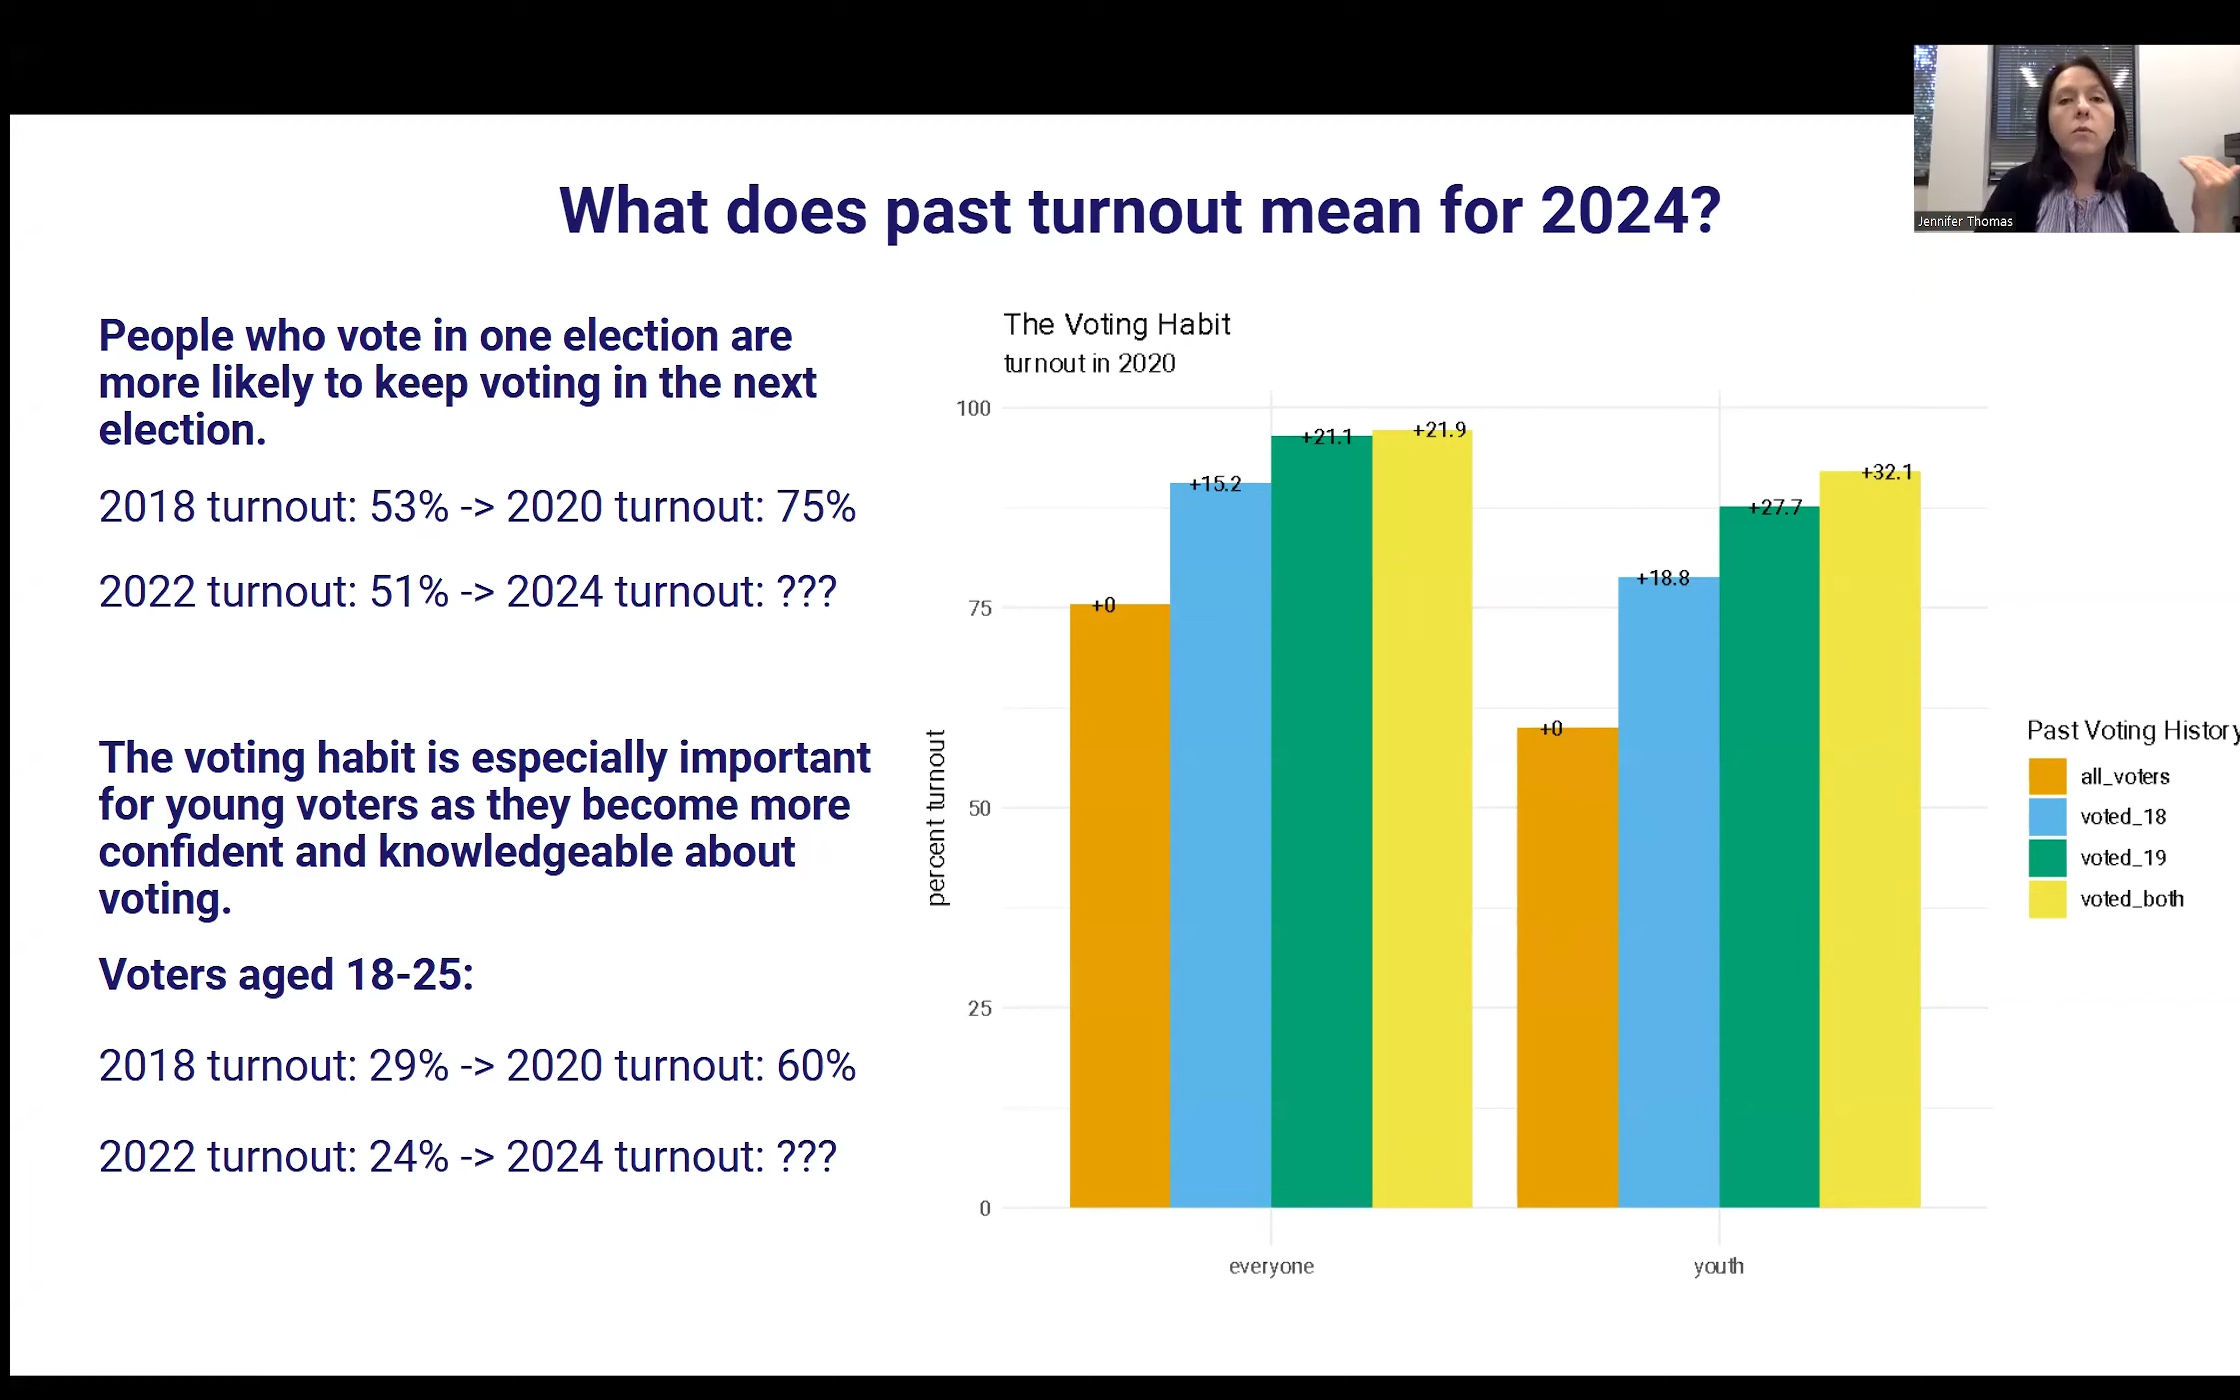 Jennifer Thomas
What does past turnout mean for 2024?
People who vote in one election are
more likely to keep voting in the next
election.
2018 turnout: 53% -> 2020 turnout: 75%
2022 turnout: 51% -> 2024 turnout: ???
The voting habit is especially important
for young voters as they become more
confident and knowledgeable about
voting.
Voters aged 18-25:
2018 turnout: 29% -> 2020 turnout: 60%
2022 turnout: 24% -> 2024 turnout: ???
The Voting Habit
turnout in 2020
percent turnout
100
75
50
25
0
+0
+15.2
+21.1
+21.9
+0
+18.8
+27.7
+32.1
everyone
youth
Past Voting History
all_voters
voted_18
voted_19
voted_both